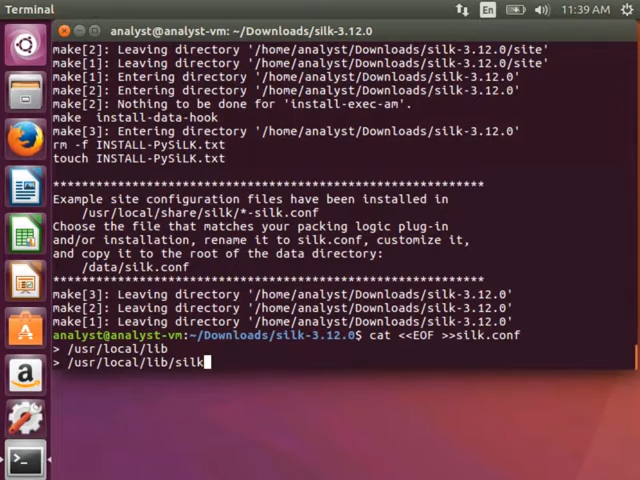 Terminal
En
11:39 AM
analyst@analyst-vm: ~/Downloads/silk-3.12.0
make[2]: Leaving directory '/home/analyst/Downloads/silk-3.12.0/site'
make[1]: Leaving directory '/home/analyst/Downloads/silk-3.12.0/site'
make[1]: Entering directory '/home/analyst/Downloads/silk-3.12.0'
make[2]: Entering directory '/home/analyst/Downloads/silk-3.12.0'
make[2]: Nothing to be done for 'install-exec-am'.
make  install-data-hook
make[3]: Entering directory '/home/analyst/Downloads/silk-3.12.0'
rm -f INSTALL-PySiLK.txt
touch INSTALL-PySiLK.txt
************************************************************
Example site configuration files have been installed in
/usr/local/share/silk/*-silk.conf
Choose the file that matches your packing logic plug-in
and/or installation, rename it to silk.conf, customize it,
and copy it to the root of the data directory:
/data/silk.conf
************************************************************
make[3]: Leaving directory '/home/analyst/Downloads/silk-3.12.0'
make[2]: Leaving directory '/home/analyst/Downloads/silk-3.12.0'
make[1]: Leaving directory '/home/analyst/Downloads/silk-3.12.0'
analyst@analyst-vm:~/Downloads/silk-3.12.0$ cat <<EOF >>silk.conf
> /usr/local/lib
> /usr/local/lib/silk